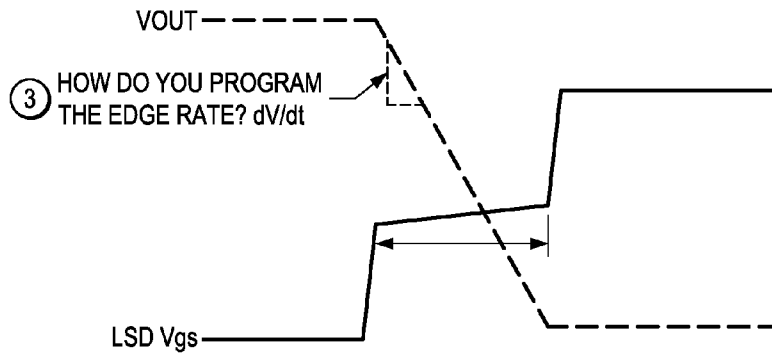 VOUT
3 HOW DO YOU PROGRAM
THE EDGE RATE? dV/dt
LSD Vgs